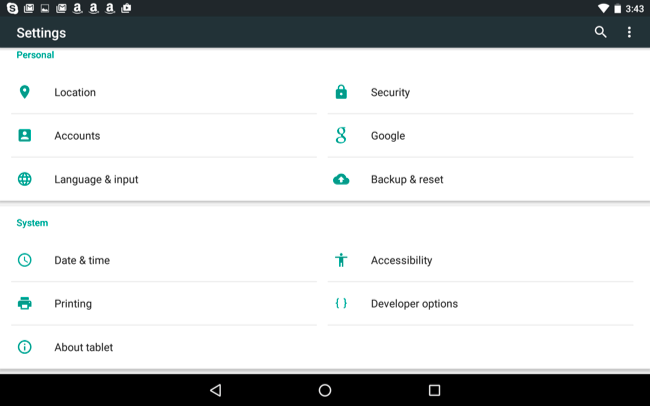 3:43
Settings
Personal
Location
Security
Accounts
Google
Language & input
Backup & reset
System
Date & time
Accessibility
Printing
Developer options
About tablet